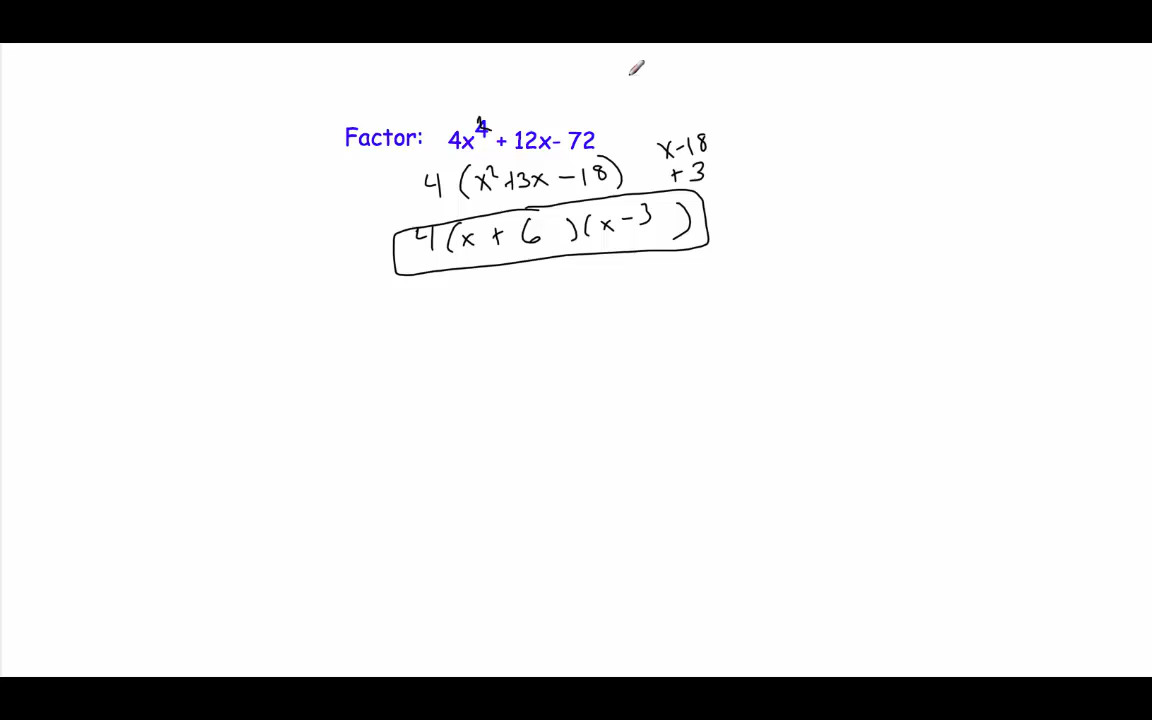 Factor: 4x² + 12x - 72
4 (x² + 3x - 18)
x -18
+ 3
4(x + 6 )(x - 3 )